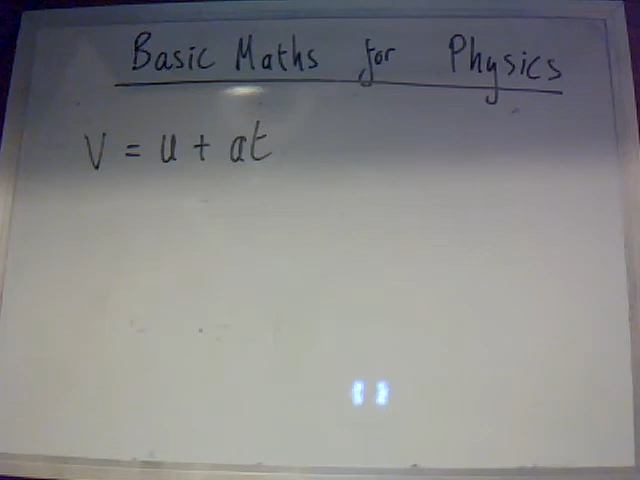 Basic Maths for Physics
V = u + at